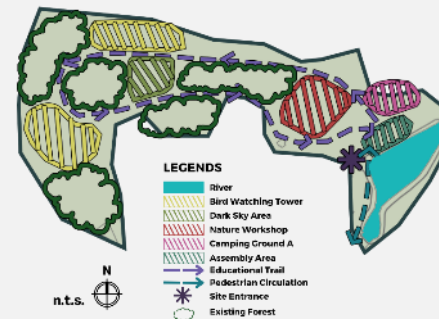 LEGENDS
River
Bird Watching Tower
Dark Sky Area
Nature Workshop
Camping Ground A
Assembly Area
Educational Trail
Pedestrian Circulation
Site Entrance
Existing Forest
N
n.t.s.